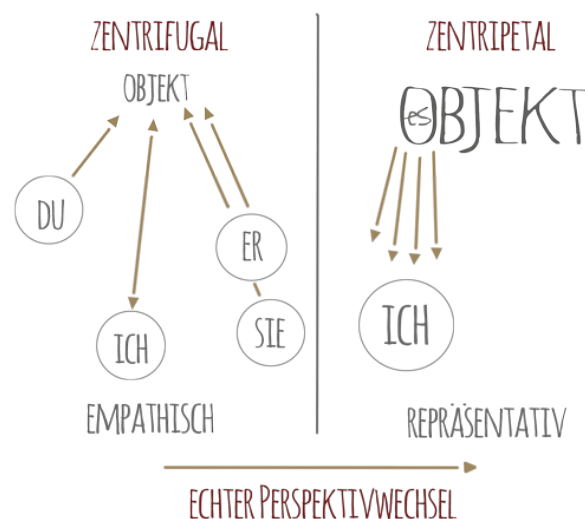 ZENTRIFUGAL
OBJEKT
DU
ER
ICH
SIE
EMPATHISCH
ZENTRIPETAL
OBJEKT
es
ICH
REPRÄSENTATIV
ECHTER PERSPEKTIVWECHSEL